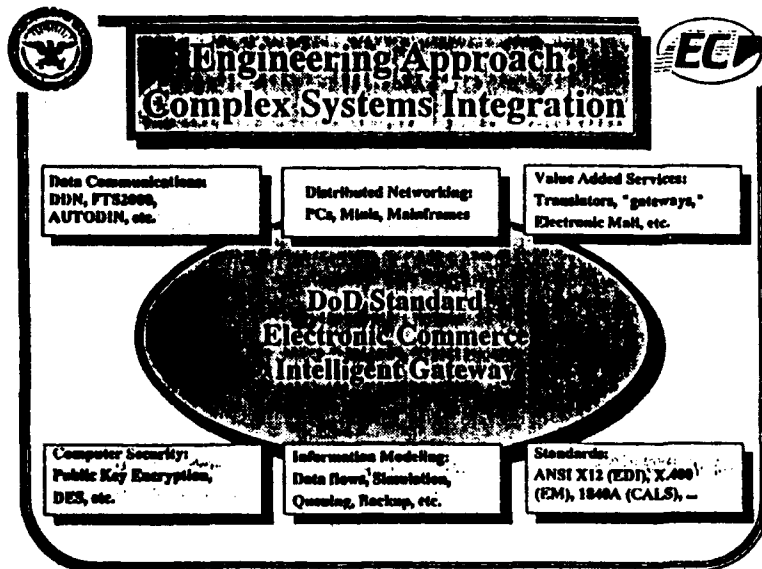 EC
Engineering Approach:
Complex Systems Integration
Data Communications:
DDN, FTS2000,
AUTODIN, etc.
Distributed Networking:
PCs, Minis, Mainframes
Value Added Services:
Translators, "gateways,"
Electronic Mail, etc.
DoD Standard
Electronic Commerce
Intelligent Gateway
Computer Security:
Public Key Encryption,
DES, etc.
Information Modeling:
Data flows, Simulation,
Queuing, Backup, etc.
Standards:
ANSI X12 (EDI), X.400
(EM), 1840A (CALS), ...